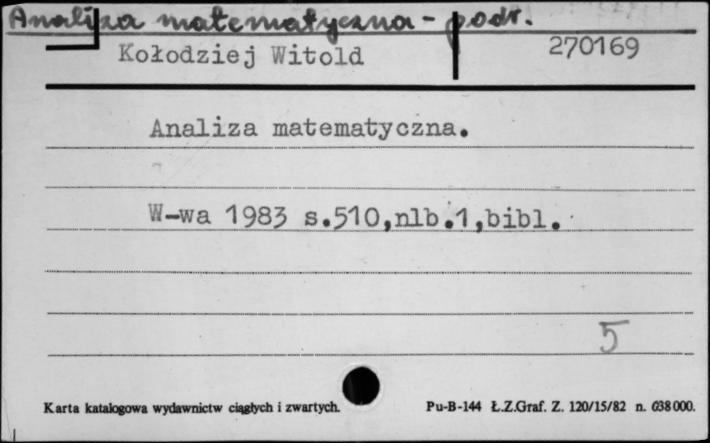 Analiza matematyczna - podr.
Kołodziej Witold 270169
Analiza matematyczna.
W-wa 1983 s.510,nlb.1,bibl.
5
Karta katalogowa wydawnictw ciągłych i zwartych. Pu-B-144 Ł.Z.Graf. Z. 120/15/82 n. 638000.